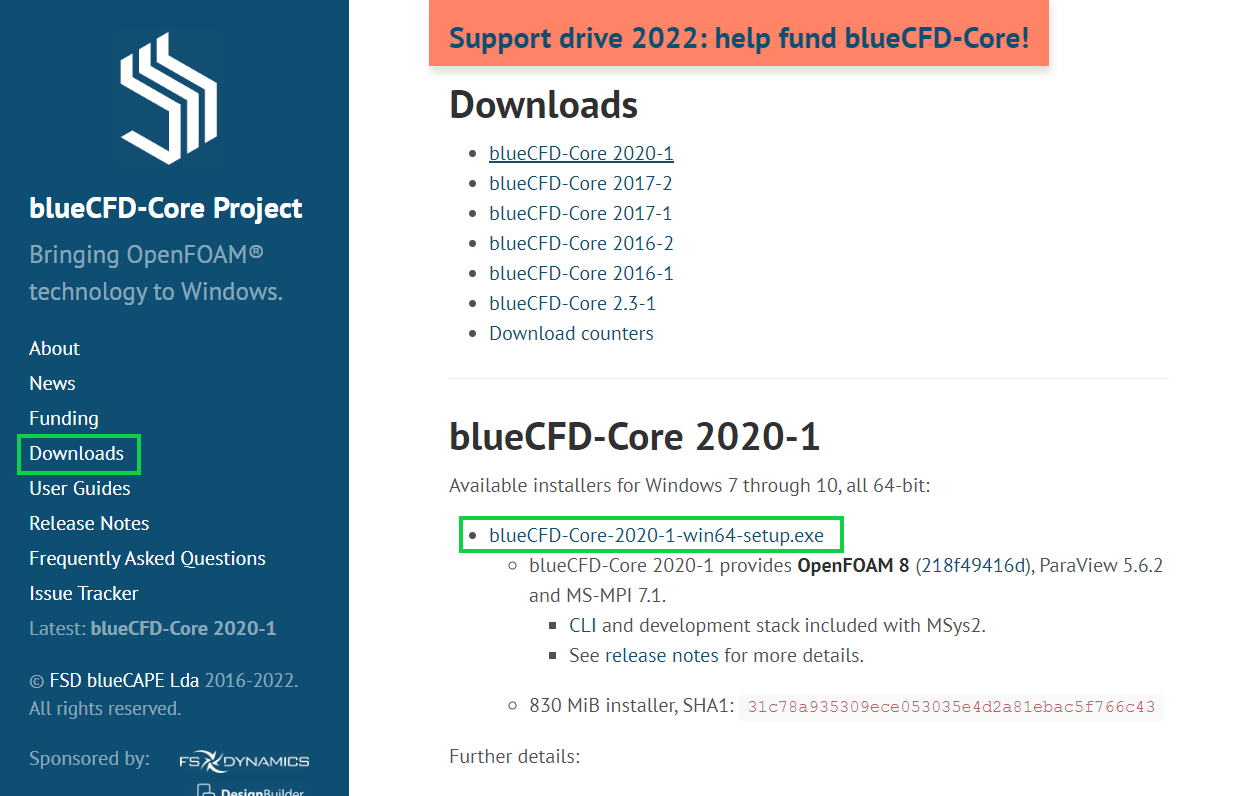 blueCFD-Core Project
Bringing OpenFOAM®
technology to Windows.
About
News
Funding
Downloads
User Guides
Release Notes
Frequently Asked Questions
Issue Tracker
Latest: blueCFD-Core 2020-1
© FSD blueCAPE Lda 2016-2022.
All rights reserved.
Sponsored by: FS DYNAMICS
DesignBuilder
Support drive 2022: help fund blueCFD-Core!
Downloads
• blueCFD-Core 2020-1
• blueCFD-Core 2017-2
• blueCFD-Core 2017-1
• blueCFD-Core 2016-2
• blueCFD-Core 2016-1
• blueCFD-Core 2.3-1
• Download counters
blueCFD-Core 2020-1
Available installers for Windows 7 through 10, all 64-bit:
• blueCFD-Core-2020-1-win64-setup.exe
◦ blueCFD-Core 2020-1 provides OpenFOAM 8 (218f49416d), ParaView 5.6.2
and MS-MPI 7.1.
▪ CLI and development stack included with MSys2.
▪ See release notes for more details.
◦ 830 MiB installer, SHA1: 31c78a935309ece053035e4d2a81ebac5f766c43
Further details: